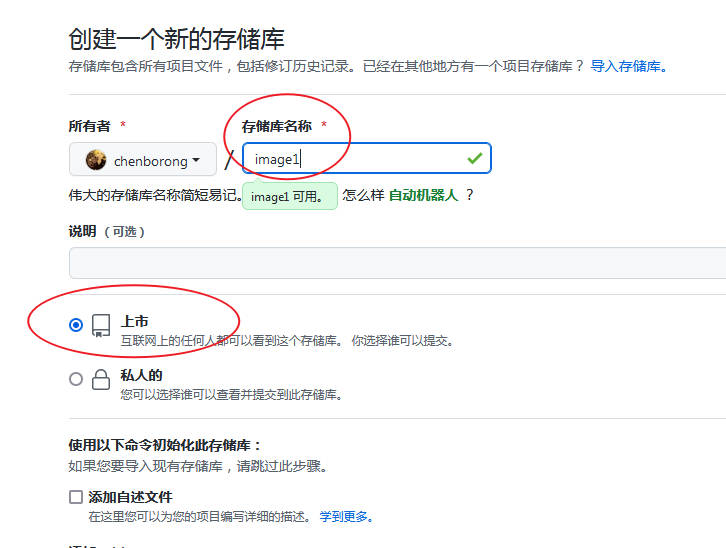 创建一个新的存储库
存储库包含所有项目文件，包括修订历史记录。已经在其他地方有一个项目存储库？ 导入存储库。
所有者 * 存储库名称 *
chenborong / image1
伟大的存储库名称简短易记。 image1 可用。 怎么样 自动机器人 ？
说明 （可选）
上市
互联网上的任何人都可以看到这个存储库。 你选择谁可以提交。
私人的
您可以选择谁可以查看并提交到此存储库。
使用以下命令初始化此存储库：
如果您要导入现有存储库，请跳过此步骤。
添加自述文件
在这里您可以为您的项目编写详细的描述。 学到更多。